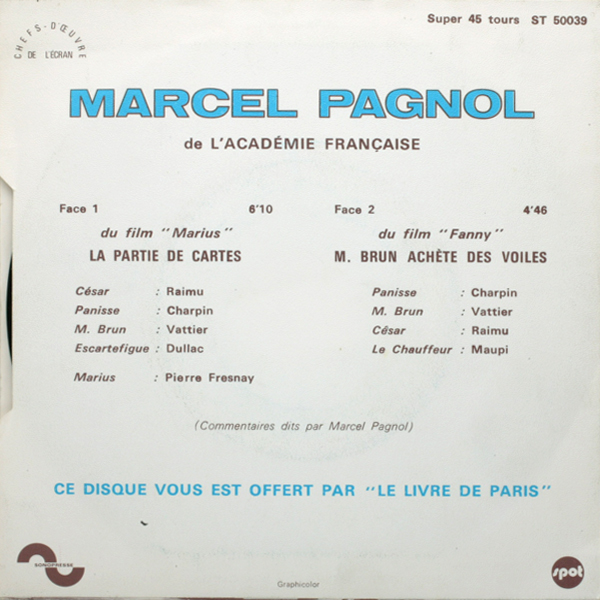 CHEFS-D'ŒUVRE
DE L'ÉCRAN
Super 45 tours ST 50039
MARCEL PAGNOL
de L'ACADÉMIE FRANÇAISE
Face 1 6'10
du film "Marius"
LA PARTIE DE CARTES
César : Raimu
Panisse : Charpin
M. Brun : Vattier
Escartefigue : Dullac
Marius : Pierre Fresnay
Face 2 4'46
du film "Fanny"
M. BRUN ACHÈTE DES VOILES
Panisse : Charpin
M. Brun : Vattier
César : Raimu
Le Chauffeur : Maupi
(Commentaires dits par Marcel Pagnol)
CE DISQUE VOUS EST OFFERT PAR "LE LIVRE DE PARIS"
SONOPRESSE
Graphicolor
spot